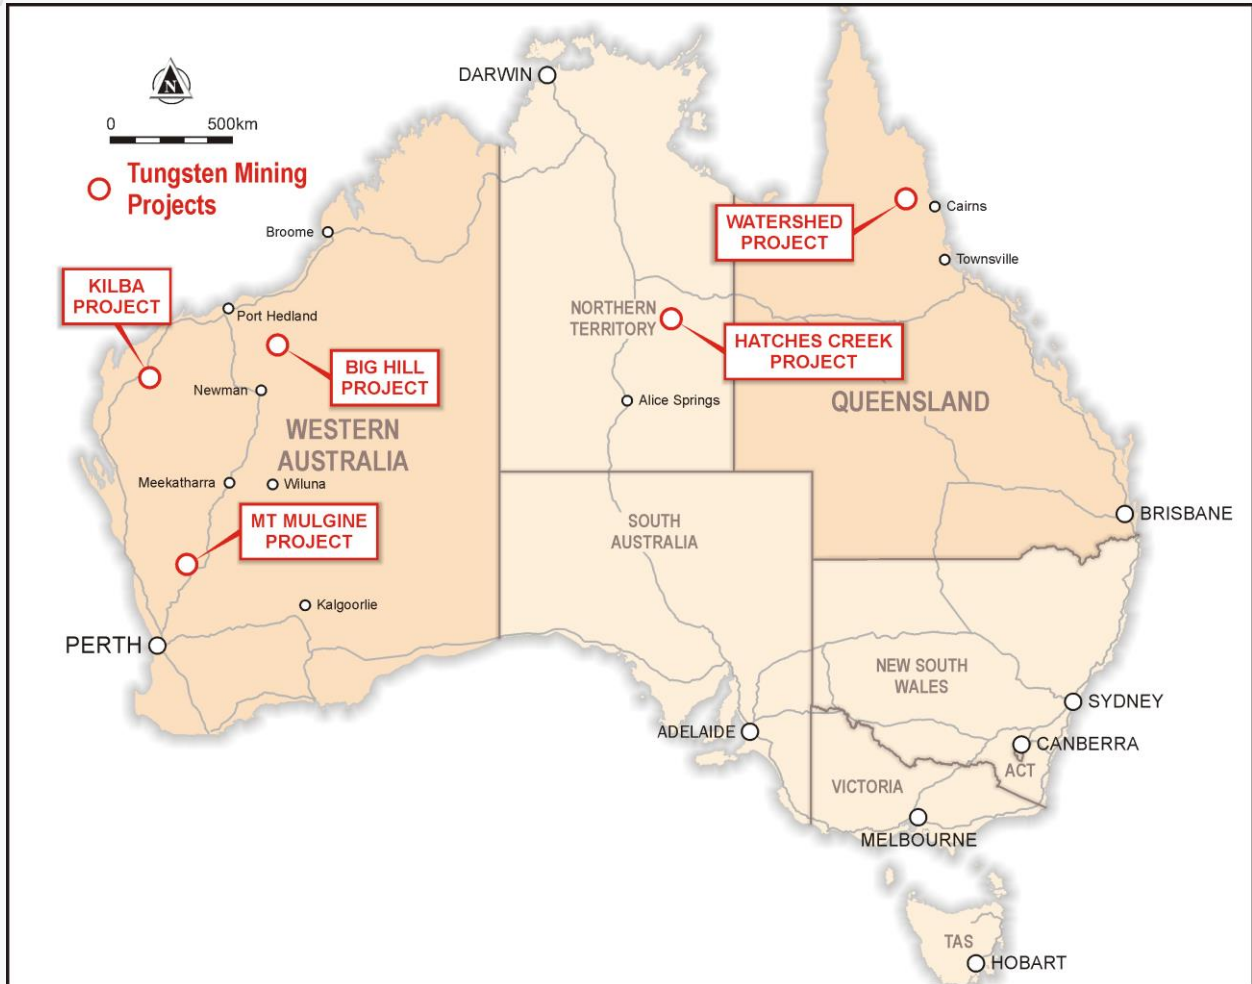 DARWIN
N
0 500km
Tungsten Mining
Projects
Broome
WATERSHED
PROJECT
Cairns
Townsville
KILBA
PROJECT
Port Hedland
NORTHERN
TERRITORY
HATCHES CREEK
PROJECT
BIG HILL
PROJECT
Newman
Alice Springs
QUEENSLAND
WESTERN
AUSTRALIA
Meekatharra
Wiluna
MT MULGINE
PROJECT
SOUTH
AUSTRALIA
BRISBANE
Kalgoorlie
PERTH
NEW SOUTH
WALES
SYDNEY
ADELAIDE
CANBERRA
ACT
VICTORIA
MELBOURNE
TAS
HOBART